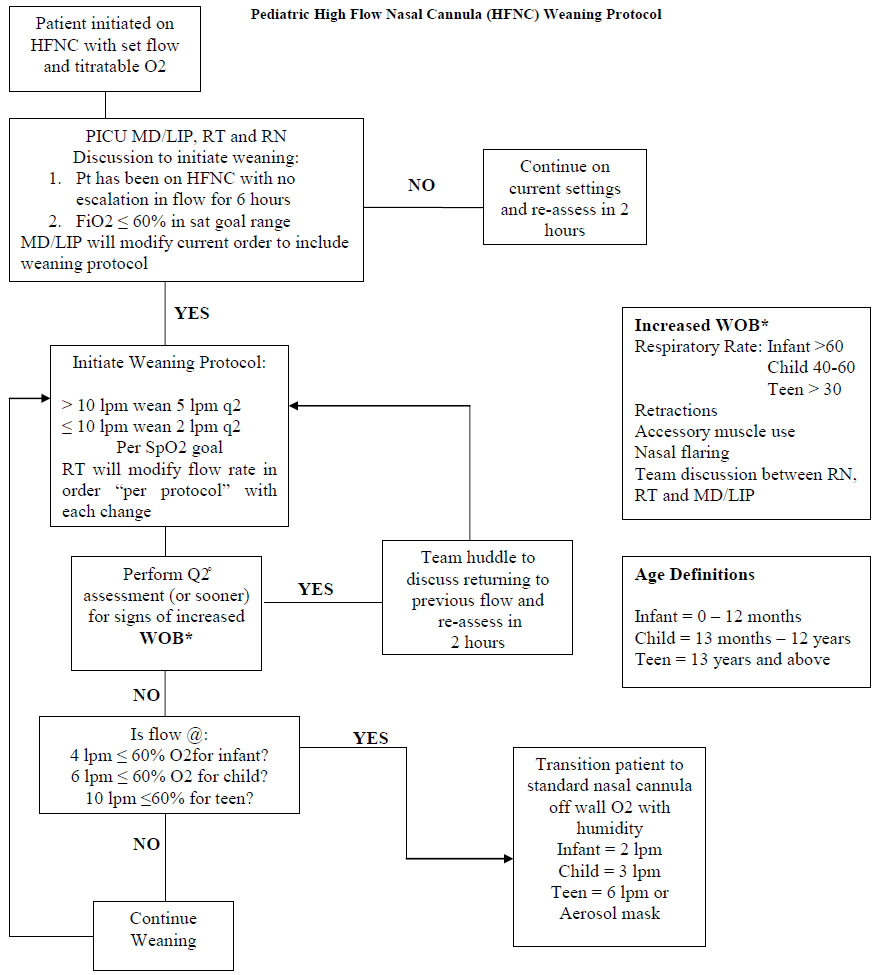 Pediatric High Flow Nasal Cannula (HFNC) Weaning Protocol
Patient initiated on
HFNC with set flow
and titratable O2
PICU MD/LIP, RT and RN
Discussion to initiate weaning:
1. Pt has been on HFNC with no
escalation in flow for 6 hours
2. FiO2 ≤ 60% in sat goal range
MD/LIP will modify current order to include
weaning protocol
NO
Continue on
current settings
and re-assess in 2
hours
YES
Initiate Weaning Protocol:
> 10 lpm wean 5 lpm q2
≤ 10 lpm wean 2 lpm q2
Per SpO2 goal
RT will modify flow rate in
order “per protocol” with
each change
Increased WOB*
Respiratory Rate: Infant >60
Child 40-60
Teen > 30
Retractions
Accessory muscle use
Nasal flaring
Team discussion between RN,
RT and MD/LIP
Perform Q2°
assessment (or sooner)
for signs of increased
WOB*
YES
Team huddle to
discuss returning to
previous flow and
re-assess in
2 hours
Age Definitions
Infant = 0 – 12 months
Child = 13 months – 12 years
Teen = 13 years and above
NO
Is flow @:
4 lpm ≤ 60% O2for infant?
6 lpm ≤ 60% O2 for child?
10 lpm ≤60% for teen?
YES
Transition patient to
standard nasal cannula
off wall O2 with
humidity
Infant = 2 lpm
Child = 3 lpm
Teen = 6 lpm or
Aerosol mask
NO
Continue
Weaning